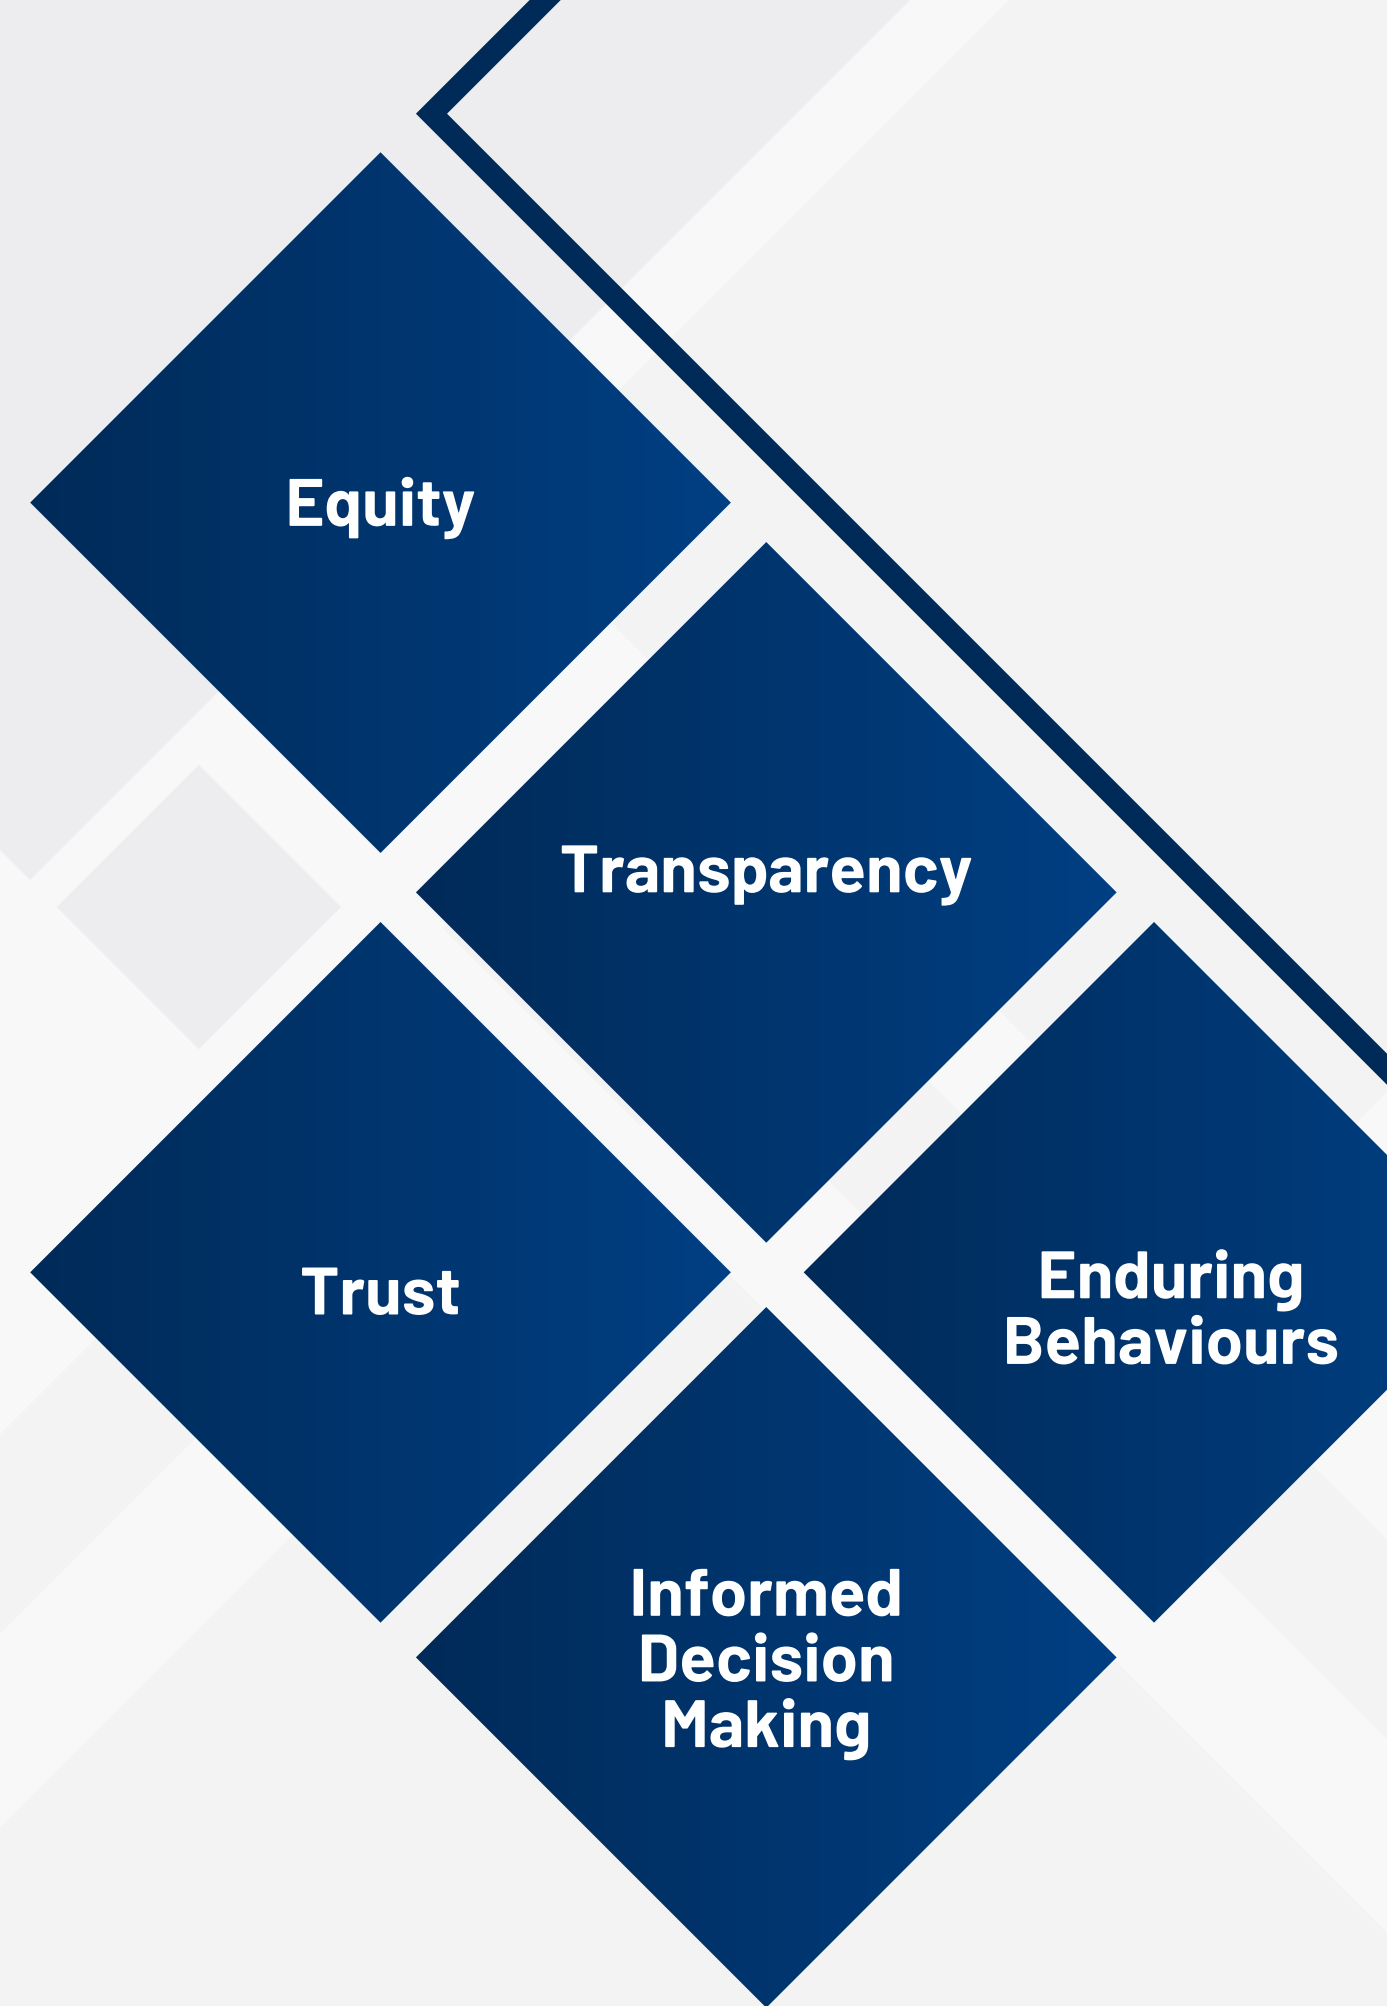 Equity
Transparency
Trust
Enduring
Behaviours
Informed
Decision
Making